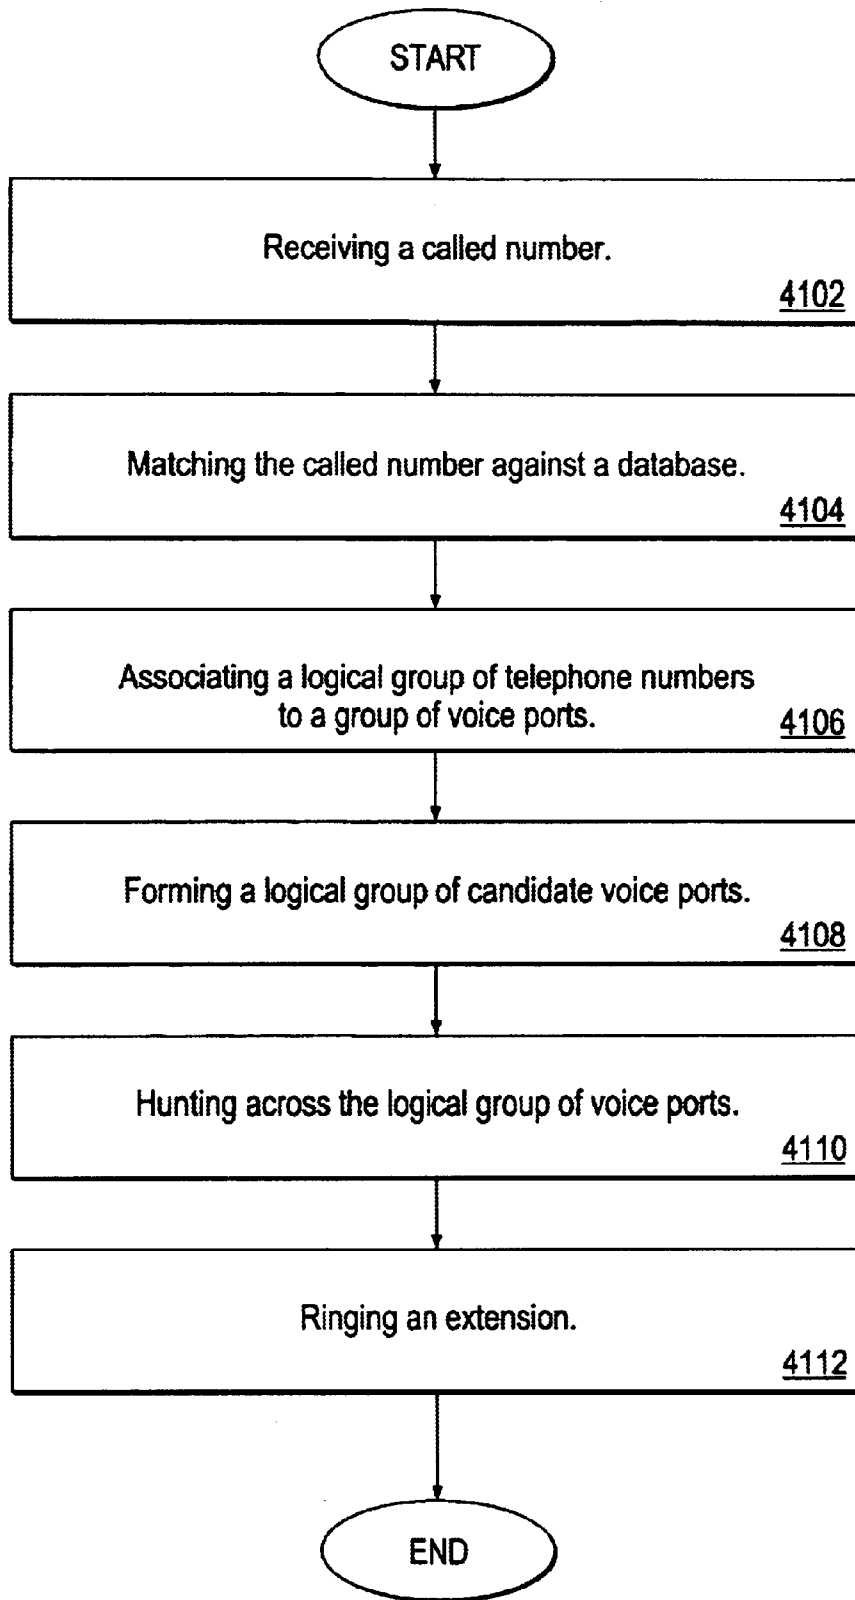 START
Receiving a called number.
4102
Matching the called number against a database.
4104
Associating a logical group of telephone numbers
to a group of voice ports.
4106
Forming a logical group of candidate voice ports.
4108
Hunting across the logical group of voice ports.
4110
Ringing an extension.
4112
END